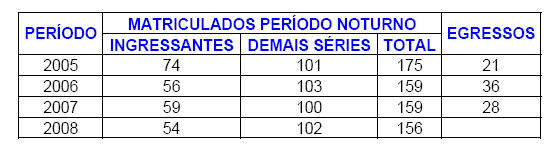 PERÍODO MATRICULADOS PERÍODO NOTURNO EGRESSOS
INGRESSANTES DEMAIS SÉRIES TOTAL
2005 74 101 175 21
2006 56 103 159 36
2007 59 100 159 28
2008 54 102 156